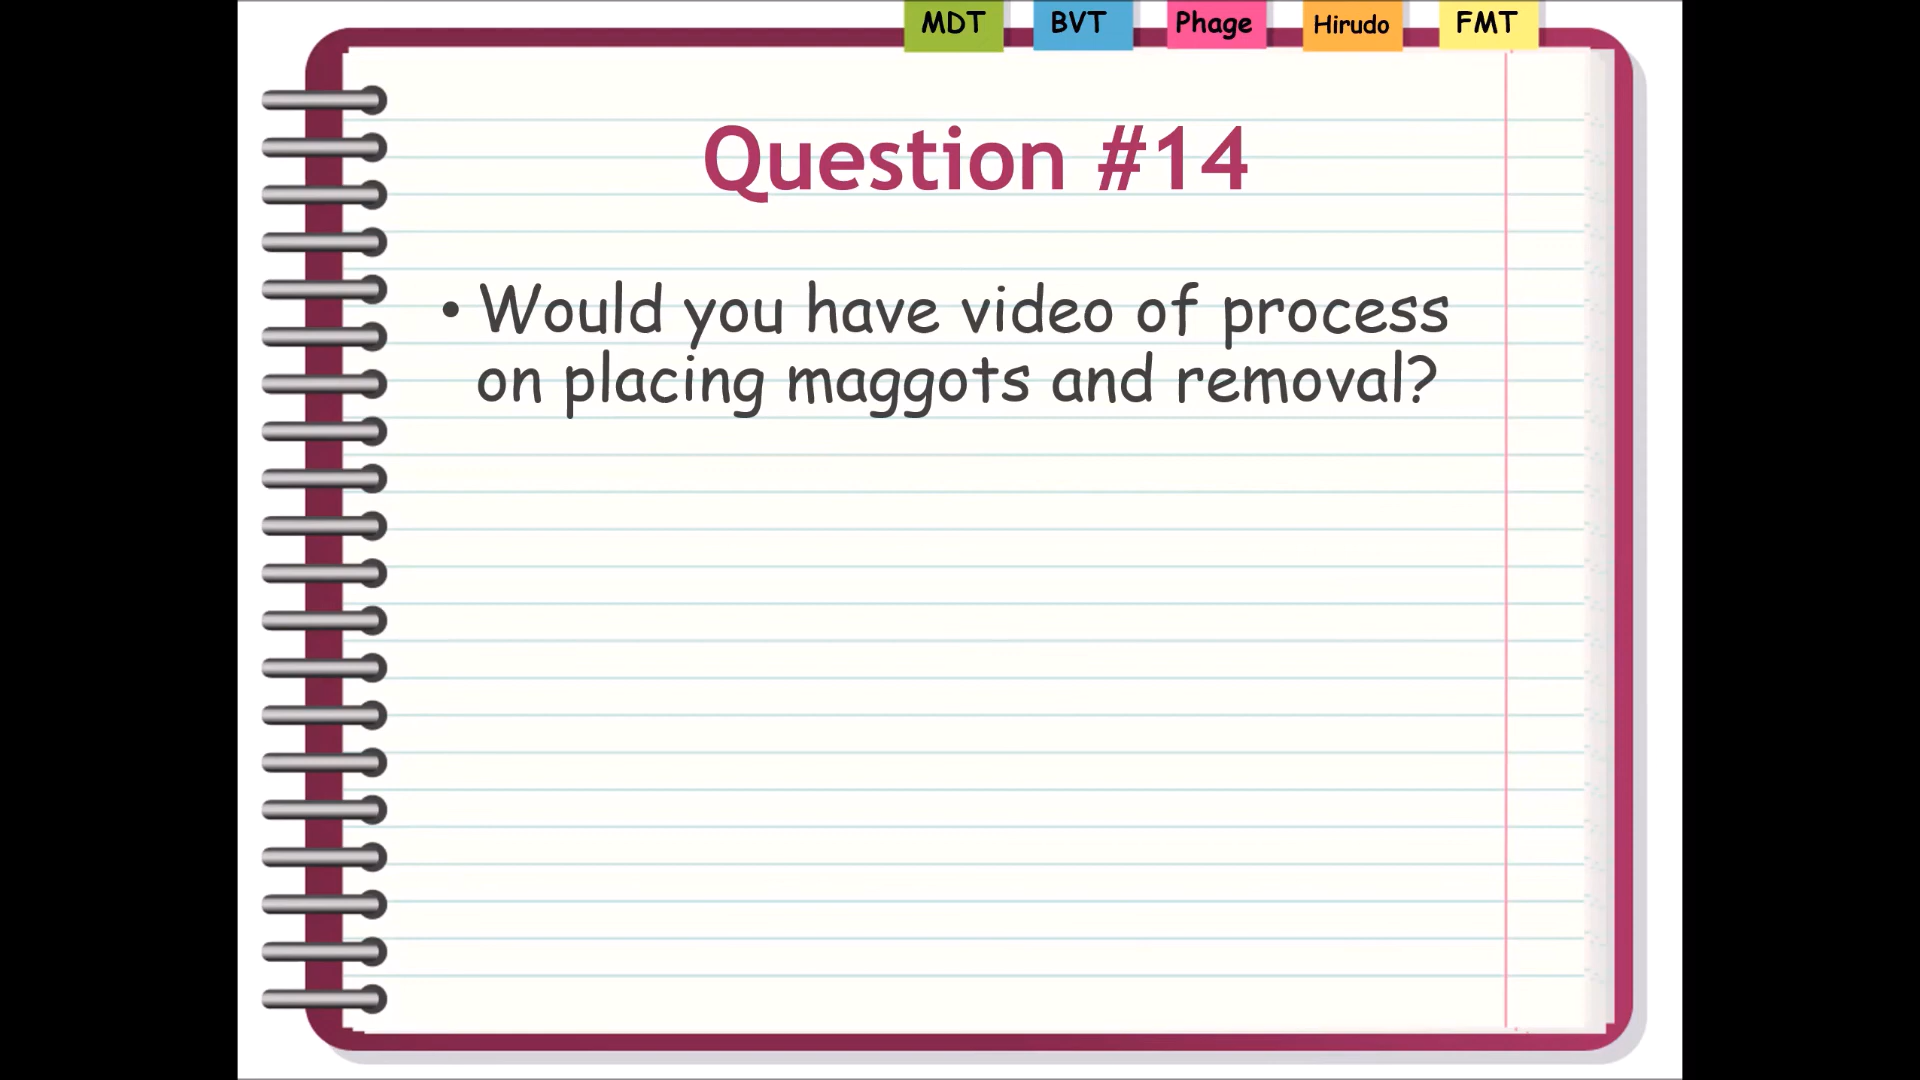 MDT BVT Phage Hirudo FMT
Question #14
• Would you have video of process
on placing maggots and removal?